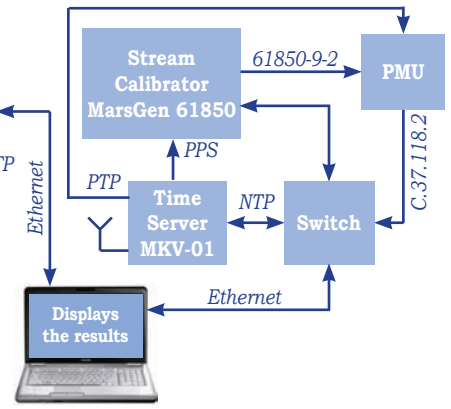 Stream
Calibrator
MarsGen 61850
61850-9-2
PMU
PPS
C.37.118.2
TP
Ethernet
PTP
Time
Server
MKV-01
NTP
Switch
Ethernet
Displays
the results